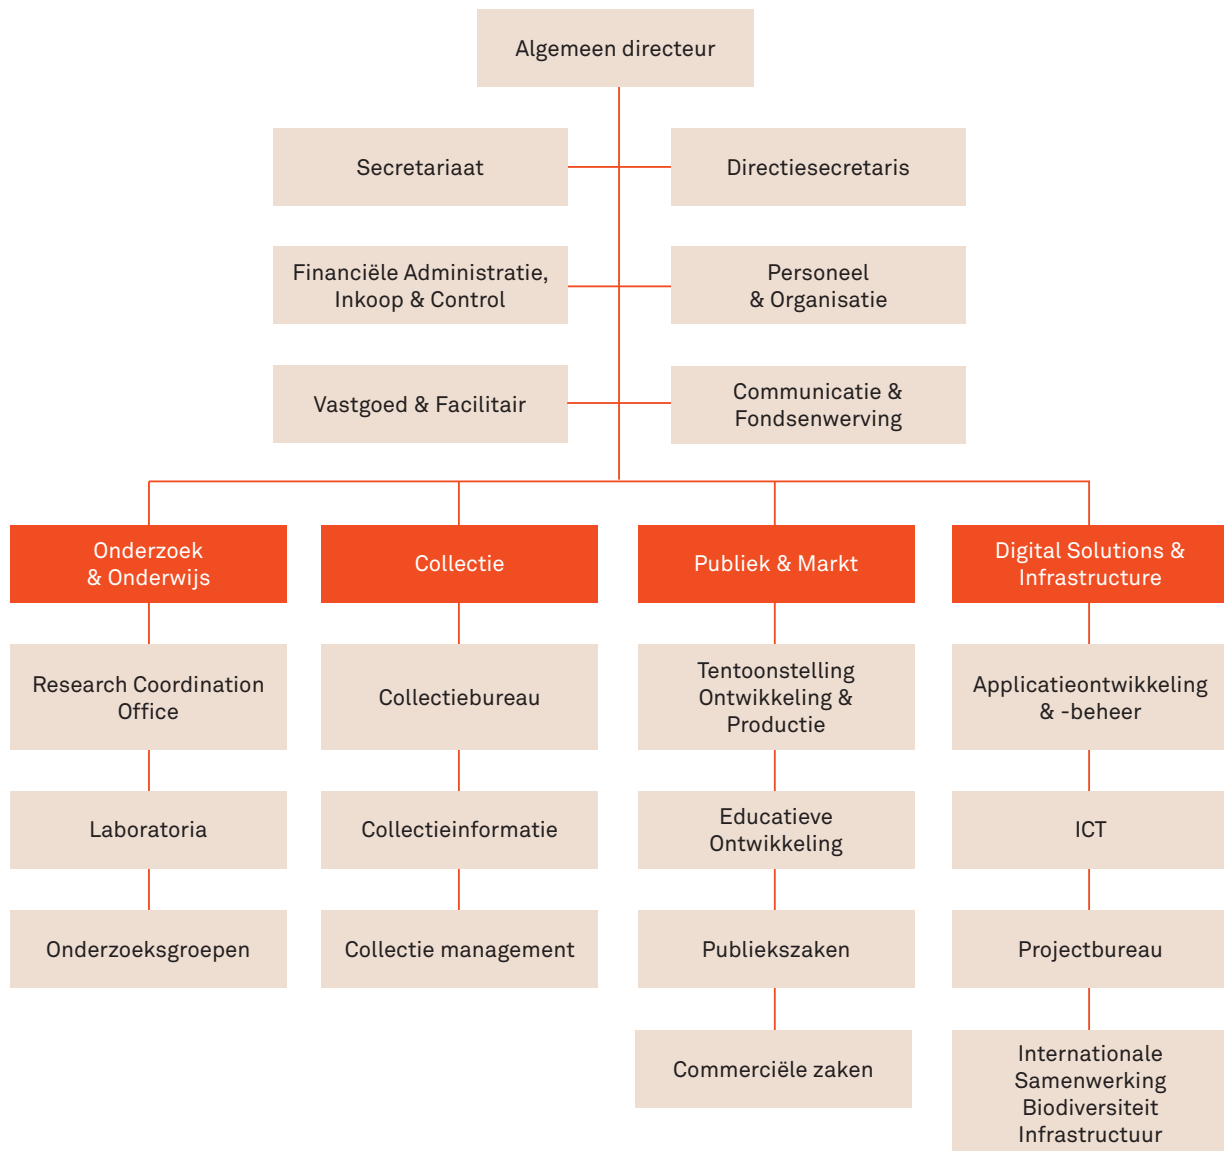 Algemeen directeur
Secretariaat
Directiesecretaris
Financiële Administratie,
Inkoop & Control
Personeel
& Organisatie
Vastgoed & Facilitair
Communicatie &
Fondsenwerving
Onderzoek
& Onderwijs
Collectie
Publiek & Markt
Digital Solutions &
Infrastructure
Research Coordination
Office
Collectiebureau
Tentoonstelling
Ontwikkeling &
Productie
Applicatieontwikkeling
& -beheer
Laboratoria
Collectieinformatie
Educatieve
Ontwikkeling
ICT
Onderzoeksgroepen
Collectie management
Publiekszaken
Projectbureau
Commerciële zaken
Internationale
Samenwerking
Biodiversiteit
Infrastructuur